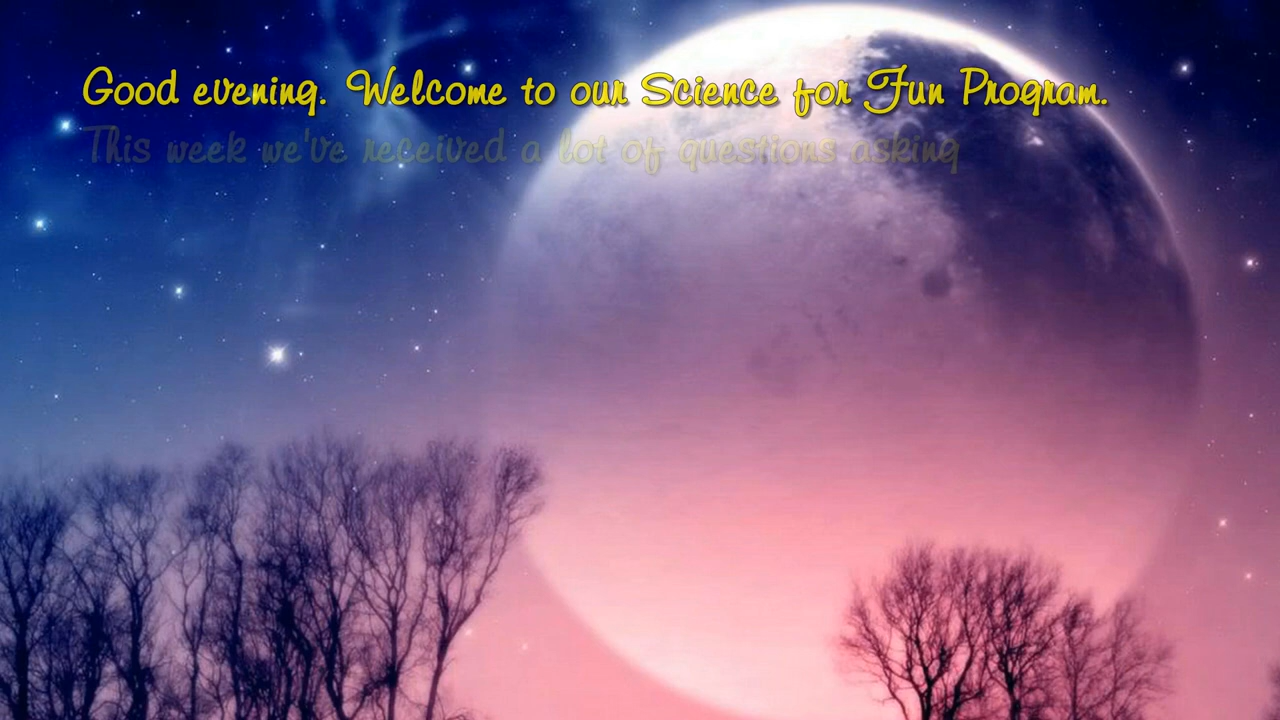 Good evening. Welcome to our Science for Fun Program.
This week we've received a lot of questions asking